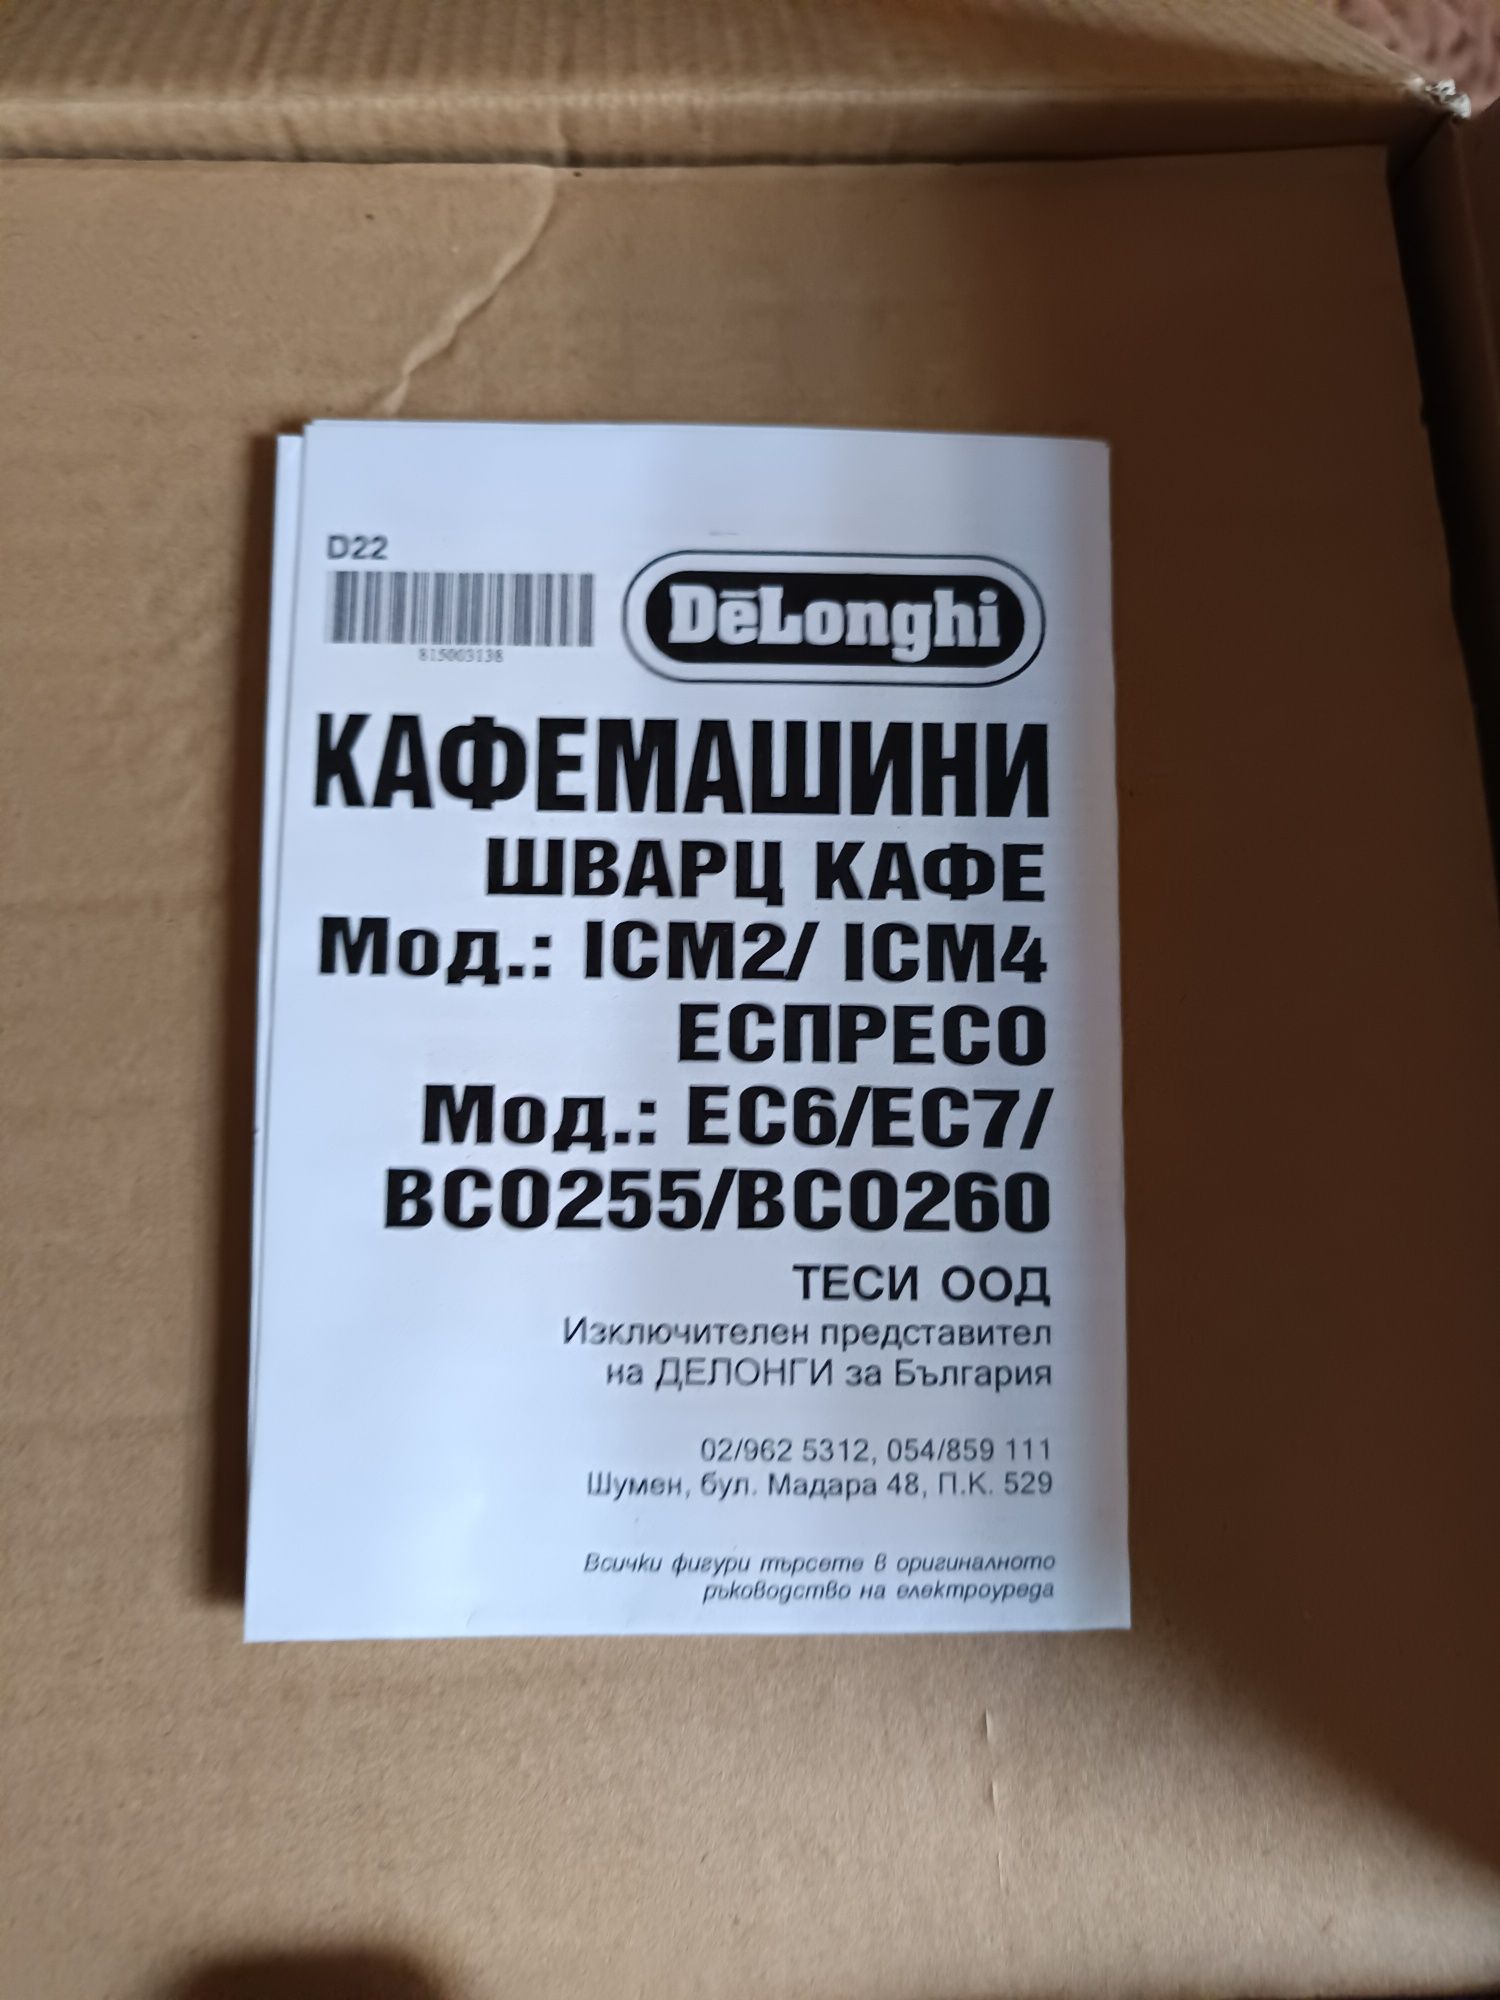 D22
815003138
DēLonghi
КАФЕМАШИНИ
ШВАРЦ КАФЕ
Мод.: ICM2/ ICM4
ЕСПРЕСО
Мод.: EC6/EC7/
BCO255/BCO260
ТЕСИ ООД
Изключителен представител
на ДЕЛОНГИ за България
02/962 5312, 054/859 111
Шумен, бул. Мадара 48, П.К. 529
Всички фигури търсете в оригиналното
ръководство на електроуреда